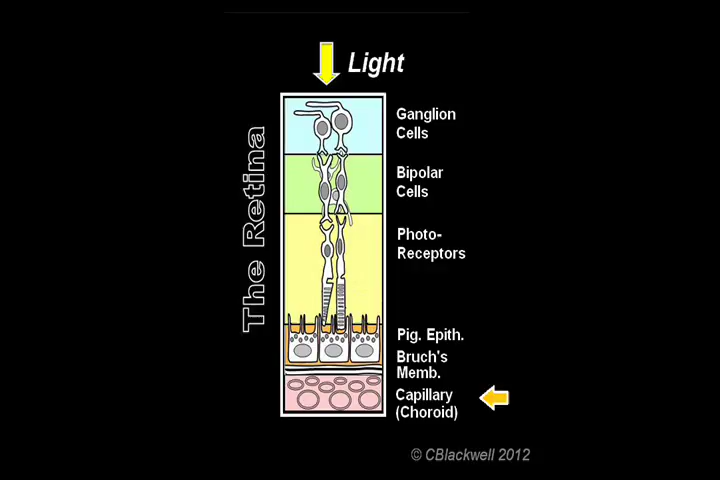 Light
The Retina
Ganglion
Cells
Bipolar
Cells
Photo-
Receptors
Pig. Epith.
Bruch's
Memb.
Capillary
(Choroid)
© CBlackwell 2012